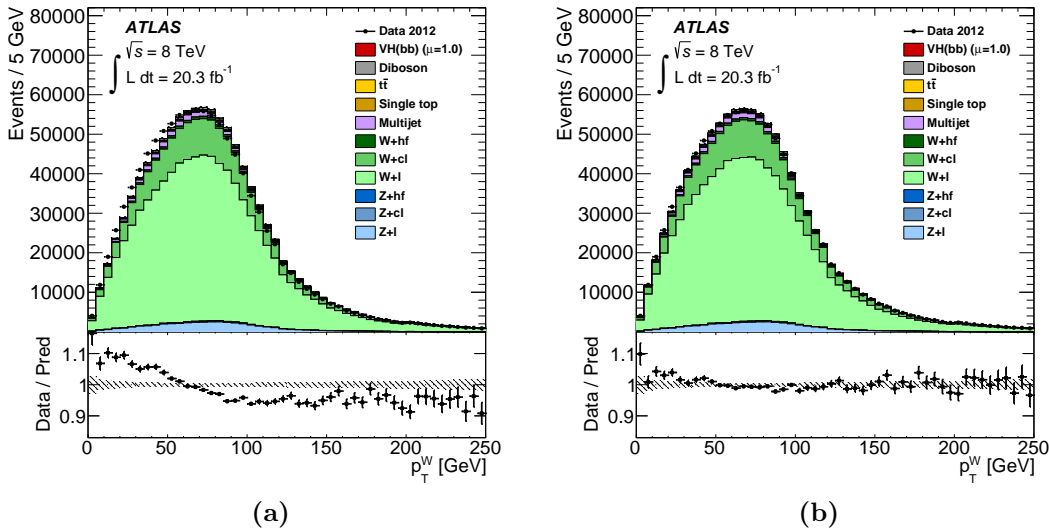 Events / 5 GeV
80000
70000
60000
50000
40000
30000
20000
10000
ATLAS
∫ √s = 8 TeV
L dt = 20.3 fb⁻¹
Data 2012
VH(bb) (μ=1.0)
Diboson
tt̄
Single top
Multijet
W+hf
W+cl
W+l
Z+hf
Z+cl
Z+l
Data / Pred
1.1
1
0.9
0 50 100 150 200 250
p_T^W [GeV]
(a)
Events / 5 GeV
80000
70000
60000
50000
40000
30000
20000
10000
ATLAS
∫ √s = 8 TeV
L dt = 20.3 fb⁻¹
Data 2012
VH(bb) (μ=1.0)
Diboson
tt̄
Single top
Multijet
W+hf
W+cl
W+l
Z+hf
Z+cl
Z+l
Data / Pred
1.1
1
0.9
0 50 100 150 200 250
p_T^W [GeV]
(b)